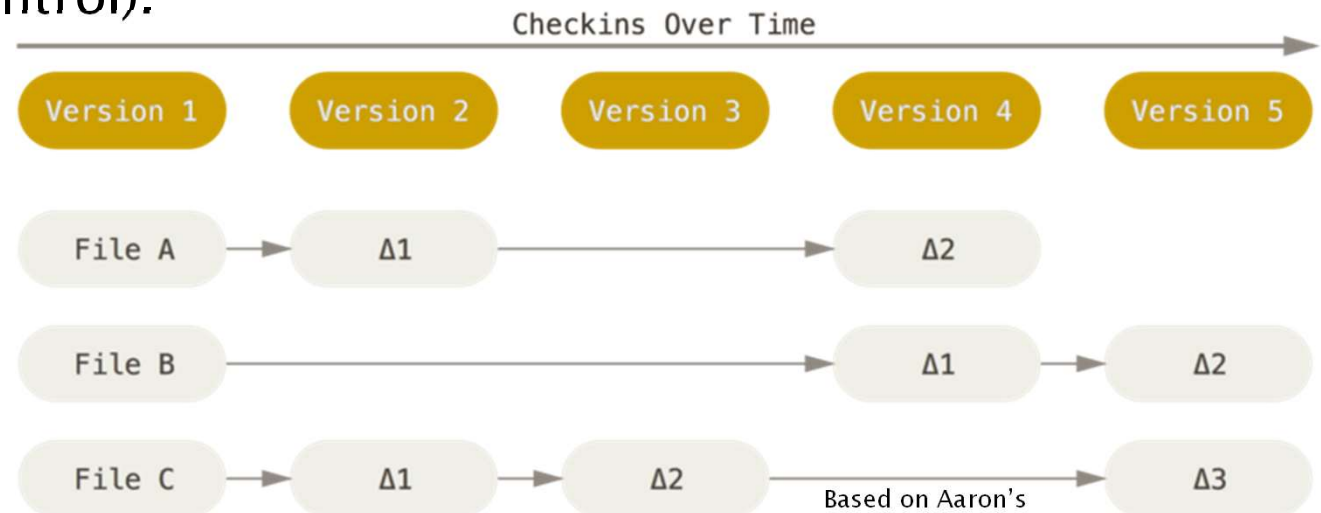 ntrol).
Checkins Over Time
Version 1 Version 2 Version 3 Version 4 Version 5
File A Δ1 Δ2
File B Δ1 Δ2
File C Δ1 Δ2 Δ3
Based on Aaron's